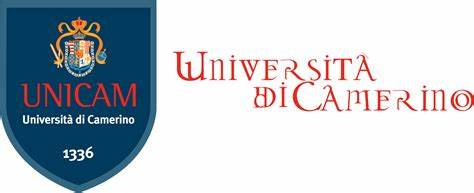 UNICAM
Università di Camerino
1336
UNIVERSITÀ
DI CAMERINO